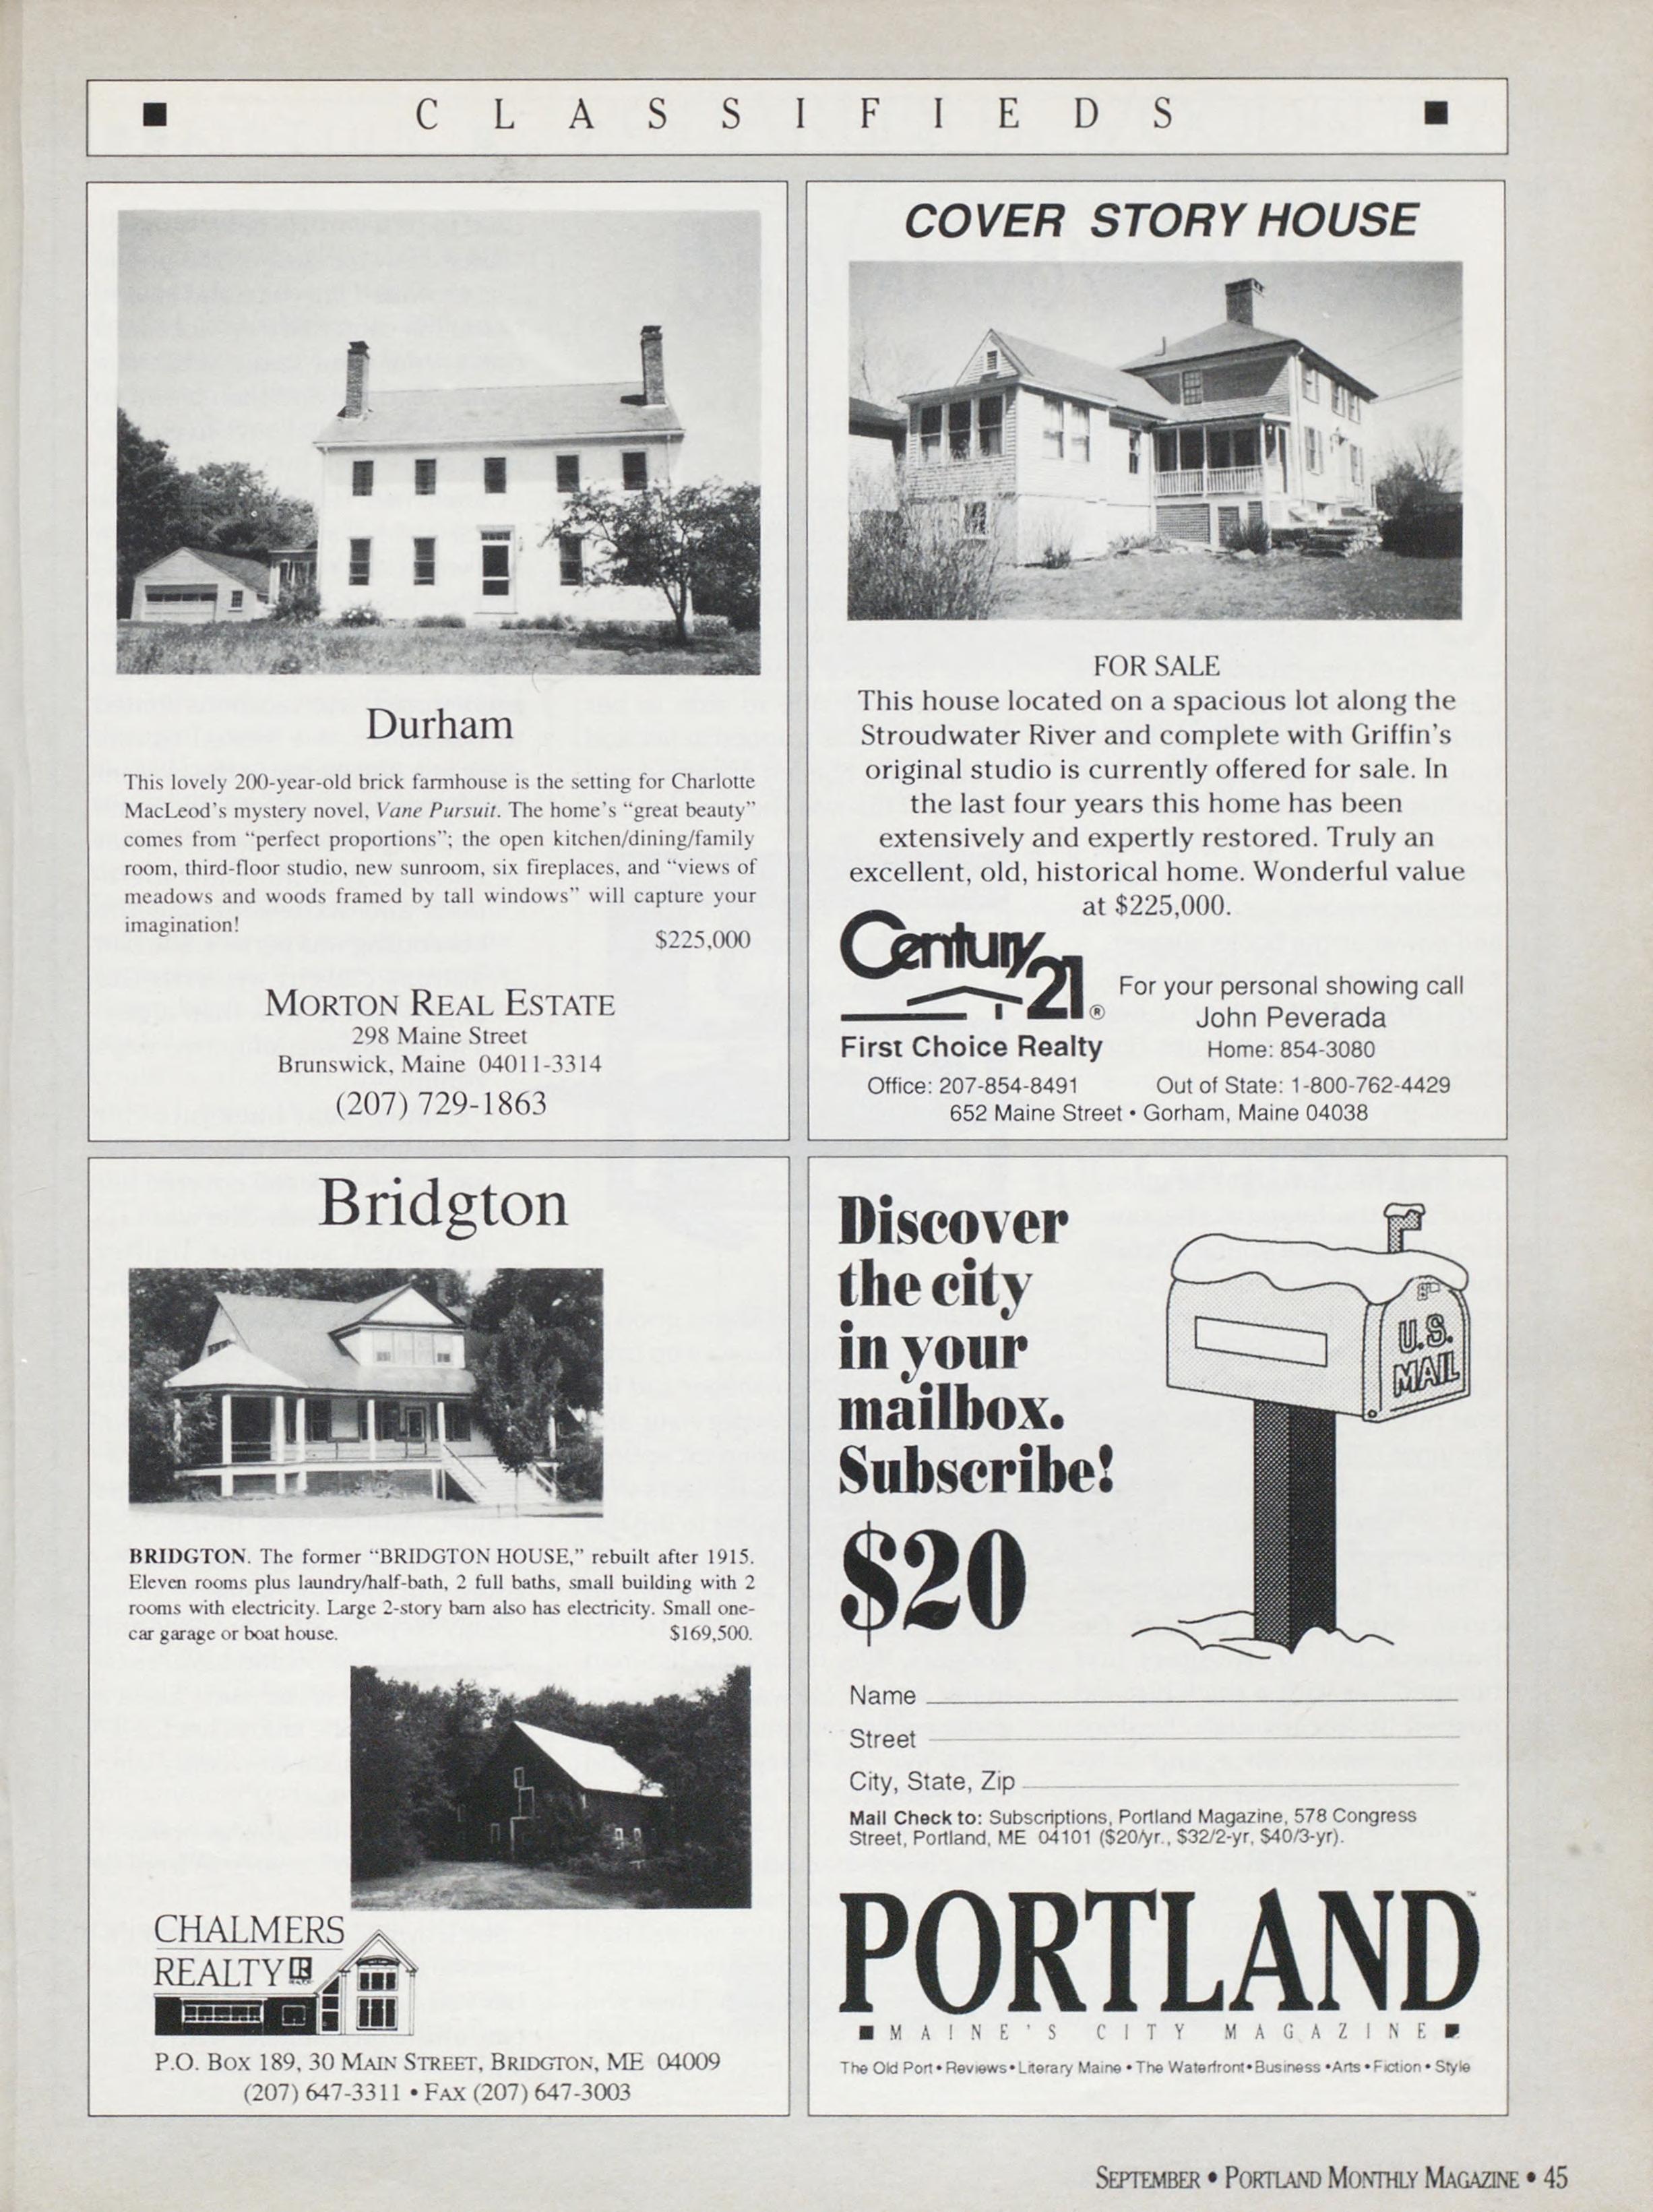 CLASSIFIEDS
Durham
This lovely 200-year-old brick farmhouse is the setting for Charlotte
MacLeod's mystery novel, Vane Pursuit. The home's “great beauty”
comes from “perfect proportions”; the open kitchen/dining/family
room, third-floor studio, new sunroom, six fireplaces, and “views of
meadows and woods framed by tall windows” will capture your
imagination!
$225,000
MORTON REAL ESTATE
298 Maine Street
Brunswick, Maine 04011-3314
(207) 729-1863
COVER STORY HOUSE
FOR SALE
This house located on a spacious lot along the
Stroudwater River and complete with Griffin's
original studio is currently offered for sale. In
the last four years this home has been
extensively and expertly restored. Truly an
excellent, old, historical home. Wonderful value
at $225,000.
Century 21®
First Choice Realty
For your personal showing call
John Peverada
Home: 854-3080
Office: 207-854-8491 Out of State: 1-800-762-4429
652 Maine Street • Gorham, Maine 04038
Bridgton
BRIDGTON. The former “BRIDGTON HOUSE,” rebuilt after 1915.
Eleven rooms plus laundry/half-bath, 2 full baths, small building with 2
rooms with electricity. Large 2-story barn also has electricity. Small one-
car garage or boat house. $169,500.
CHALMERS
REALTY R
P.O. BOX 189, 30 MAIN STREET, BRIDGTON, ME 04009
(207) 647-3311 • FAX (207) 647-3003
Discover
the city
in your
mailbox.
Subscribe!
$20
U.S.
MAIL
Name
Street
City, State, Zip
Mail Check to: Subscriptions, Portland Magazine, 578 Congress
Street, Portland, ME 04101 ($20/yr., $32/2-yr, $40/3-yr).
PORTLAND™
MAINE'S CITY MAGAZINE
The Old Port • Reviews • Literary Maine • The Waterfront • Business • Arts • Fiction • Style
SEPTEMBER • PORTLAND MONTHLY MAGAZINE • 45